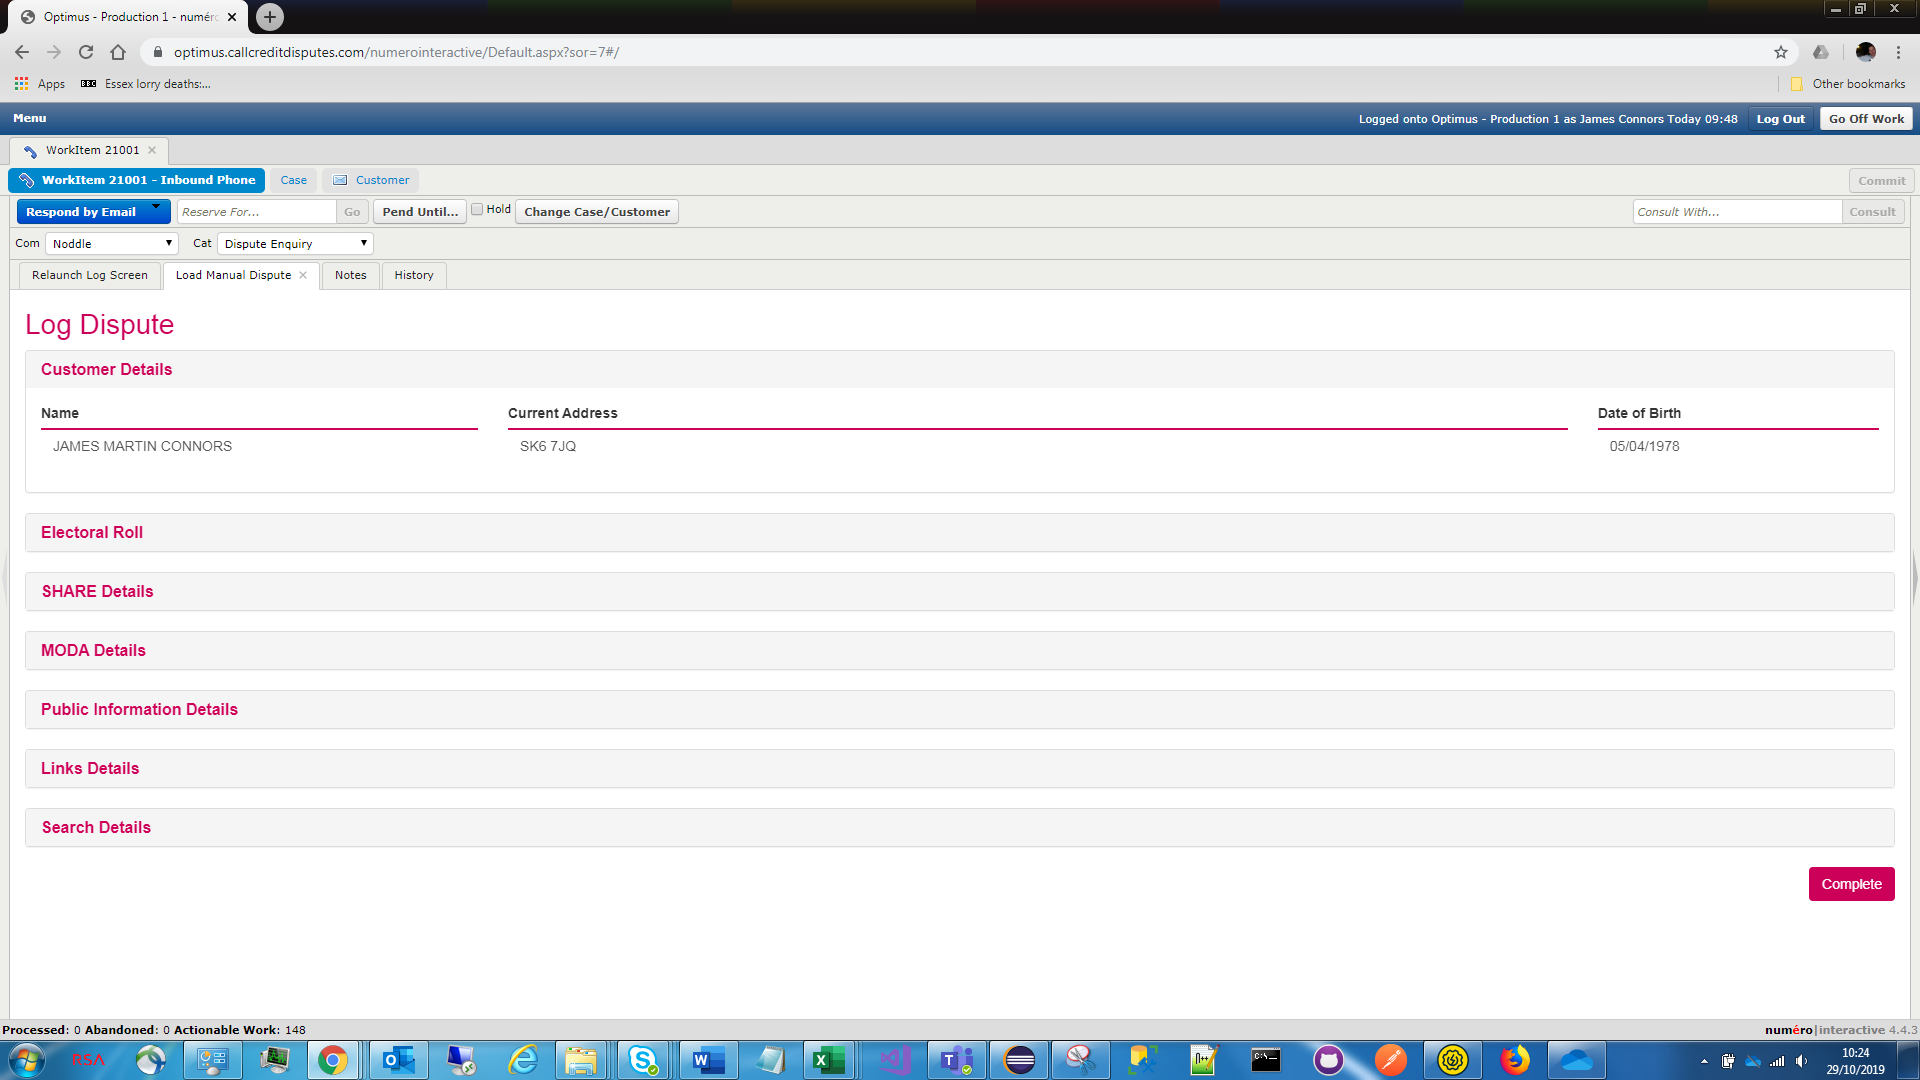 Optimus - Production 1 - numéro
optimus.callcreditdisputes.com/numerointeractive/Default.aspx?sor=7#/
Apps BBC Essex lorry deaths:... Other bookmarks
Menu Logged onto Optimus - Production 1 as James Connors Today 09:48 Log Out Go Off Work
WorkItem 21001
WorkItem 21001 - Inbound Phone Case Customer Commit
Respond by Email Reserve For... Go Pend Until... Hold Change Case/Customer Consult With... Consult
Com Noddle Cat Dispute Enquiry
Relaunch Log Screen Load Manual Dispute Notes History
Log Dispute
Customer Details
Name Current Address Date of Birth
JAMES MARTIN CONNORS SK6 7JQ 05/04/1978
Electoral Roll
SHARE Details
MODA Details
Public Information Details
Links Details
Search Details
Complete
Processed: 0 Abandoned: 0 Actionable Work: 148 numéro|interactive 4.4.3
RSA
10:24
29/10/2019